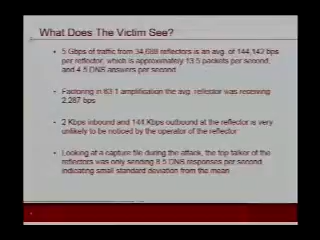 What Does The Victim See?
• 5 Gbps of traffic from 34,688 reflectors is an avg. of 144,142 bps
per reflector, which is approximately 13.5 packets per second,
and 4.5 DNS answers per second
• Factoring in 63:1 amplification the avg. reflector was receiving
2,287 bps
• 2 Kbps inbound and 144 Kbps outbound at the reflector is very
unlikely to be noticed by the operator of the reflector
• Looking at a capture file during the attack, the top talker of the
reflectors was only sending 8.5 DNS responses per second,
indicating small standard deviation from the mean